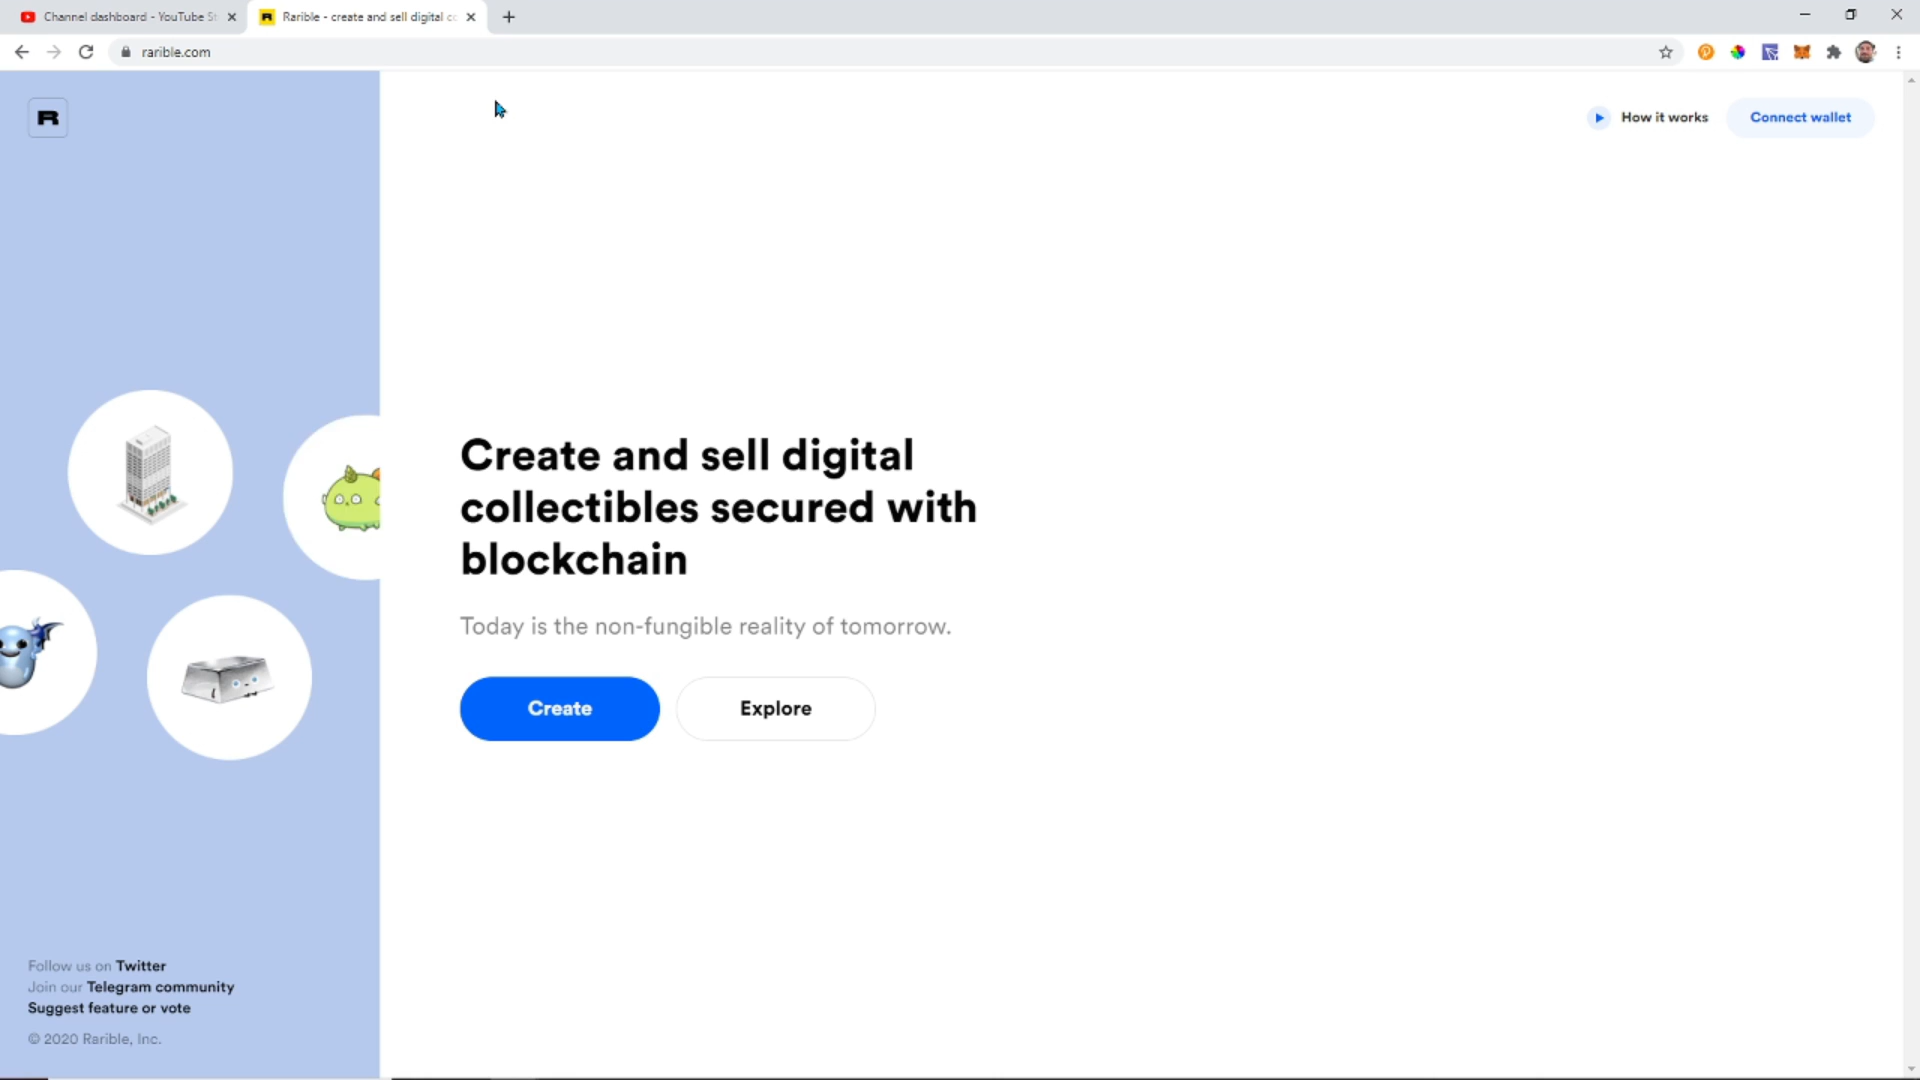 Channel dashboard - YouTube St
Rarible - create and sell digital cc
rarible.com
R
How it works
Connect wallet
Create and sell digital
collectibles secured with
blockchain
Today is the non-fungible reality of tomorrow.
Create
Explore
Follow us on Twitter
Join our Telegram community
Suggest feature or vote
© 2020 Rarible, Inc.